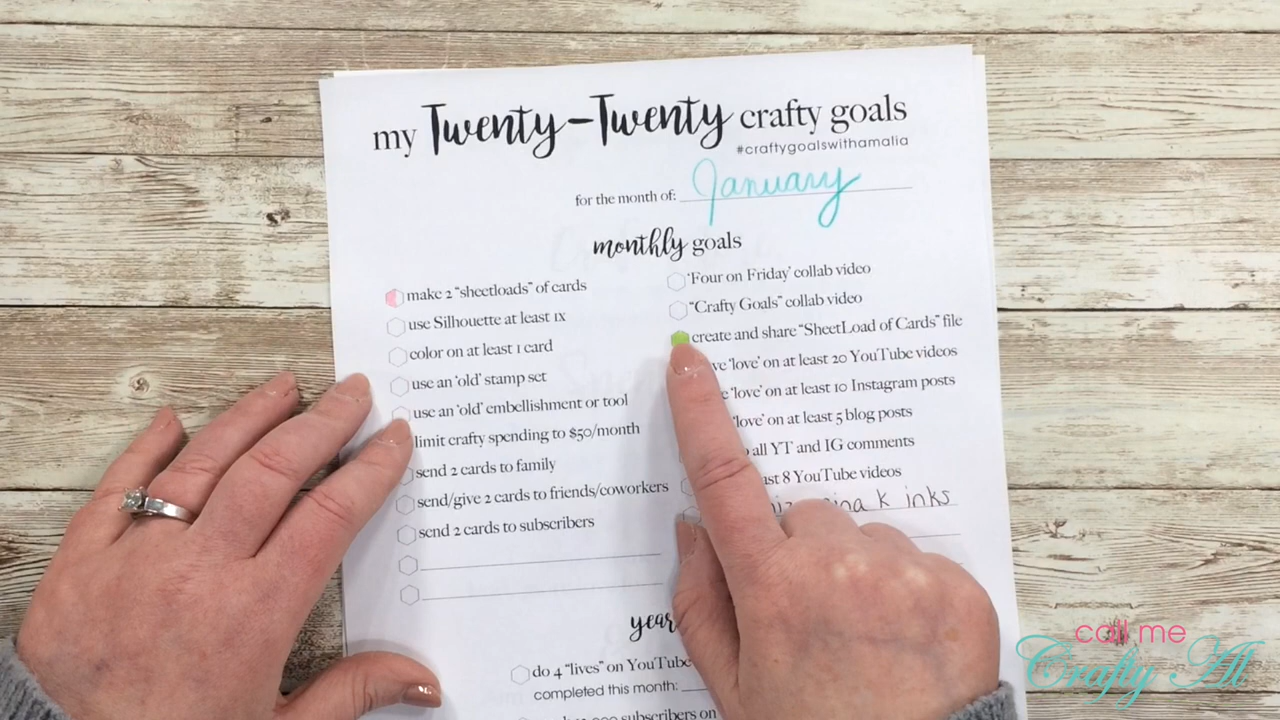 my Twenty-Twenty crafty goals
#craftygoalswithamalia
for the month of: January
monthly goals
make 2 "sheetloads" of cards
use Silhouette at least 1x
color on at least 1 card
use an 'old' stamp set
use an 'old' embellishment or tool
limit crafty spending to $50/month
send 2 cards to family
send/give 2 cards to friends/coworkers
send 2 cards to subscribers
'Four on Friday' collab video
"Crafty Goals" collab video
create and share "SheetLoad of Cards" file
'love' on at least 20 YouTube videos
'love' on at least 10 Instagram posts
'love' on at least 5 blog posts
all YT and IG comments
8 YouTube videos
k inks
do 4 "lives" on YouTube
completed this month:
subscribers on
call me
Crafty Al